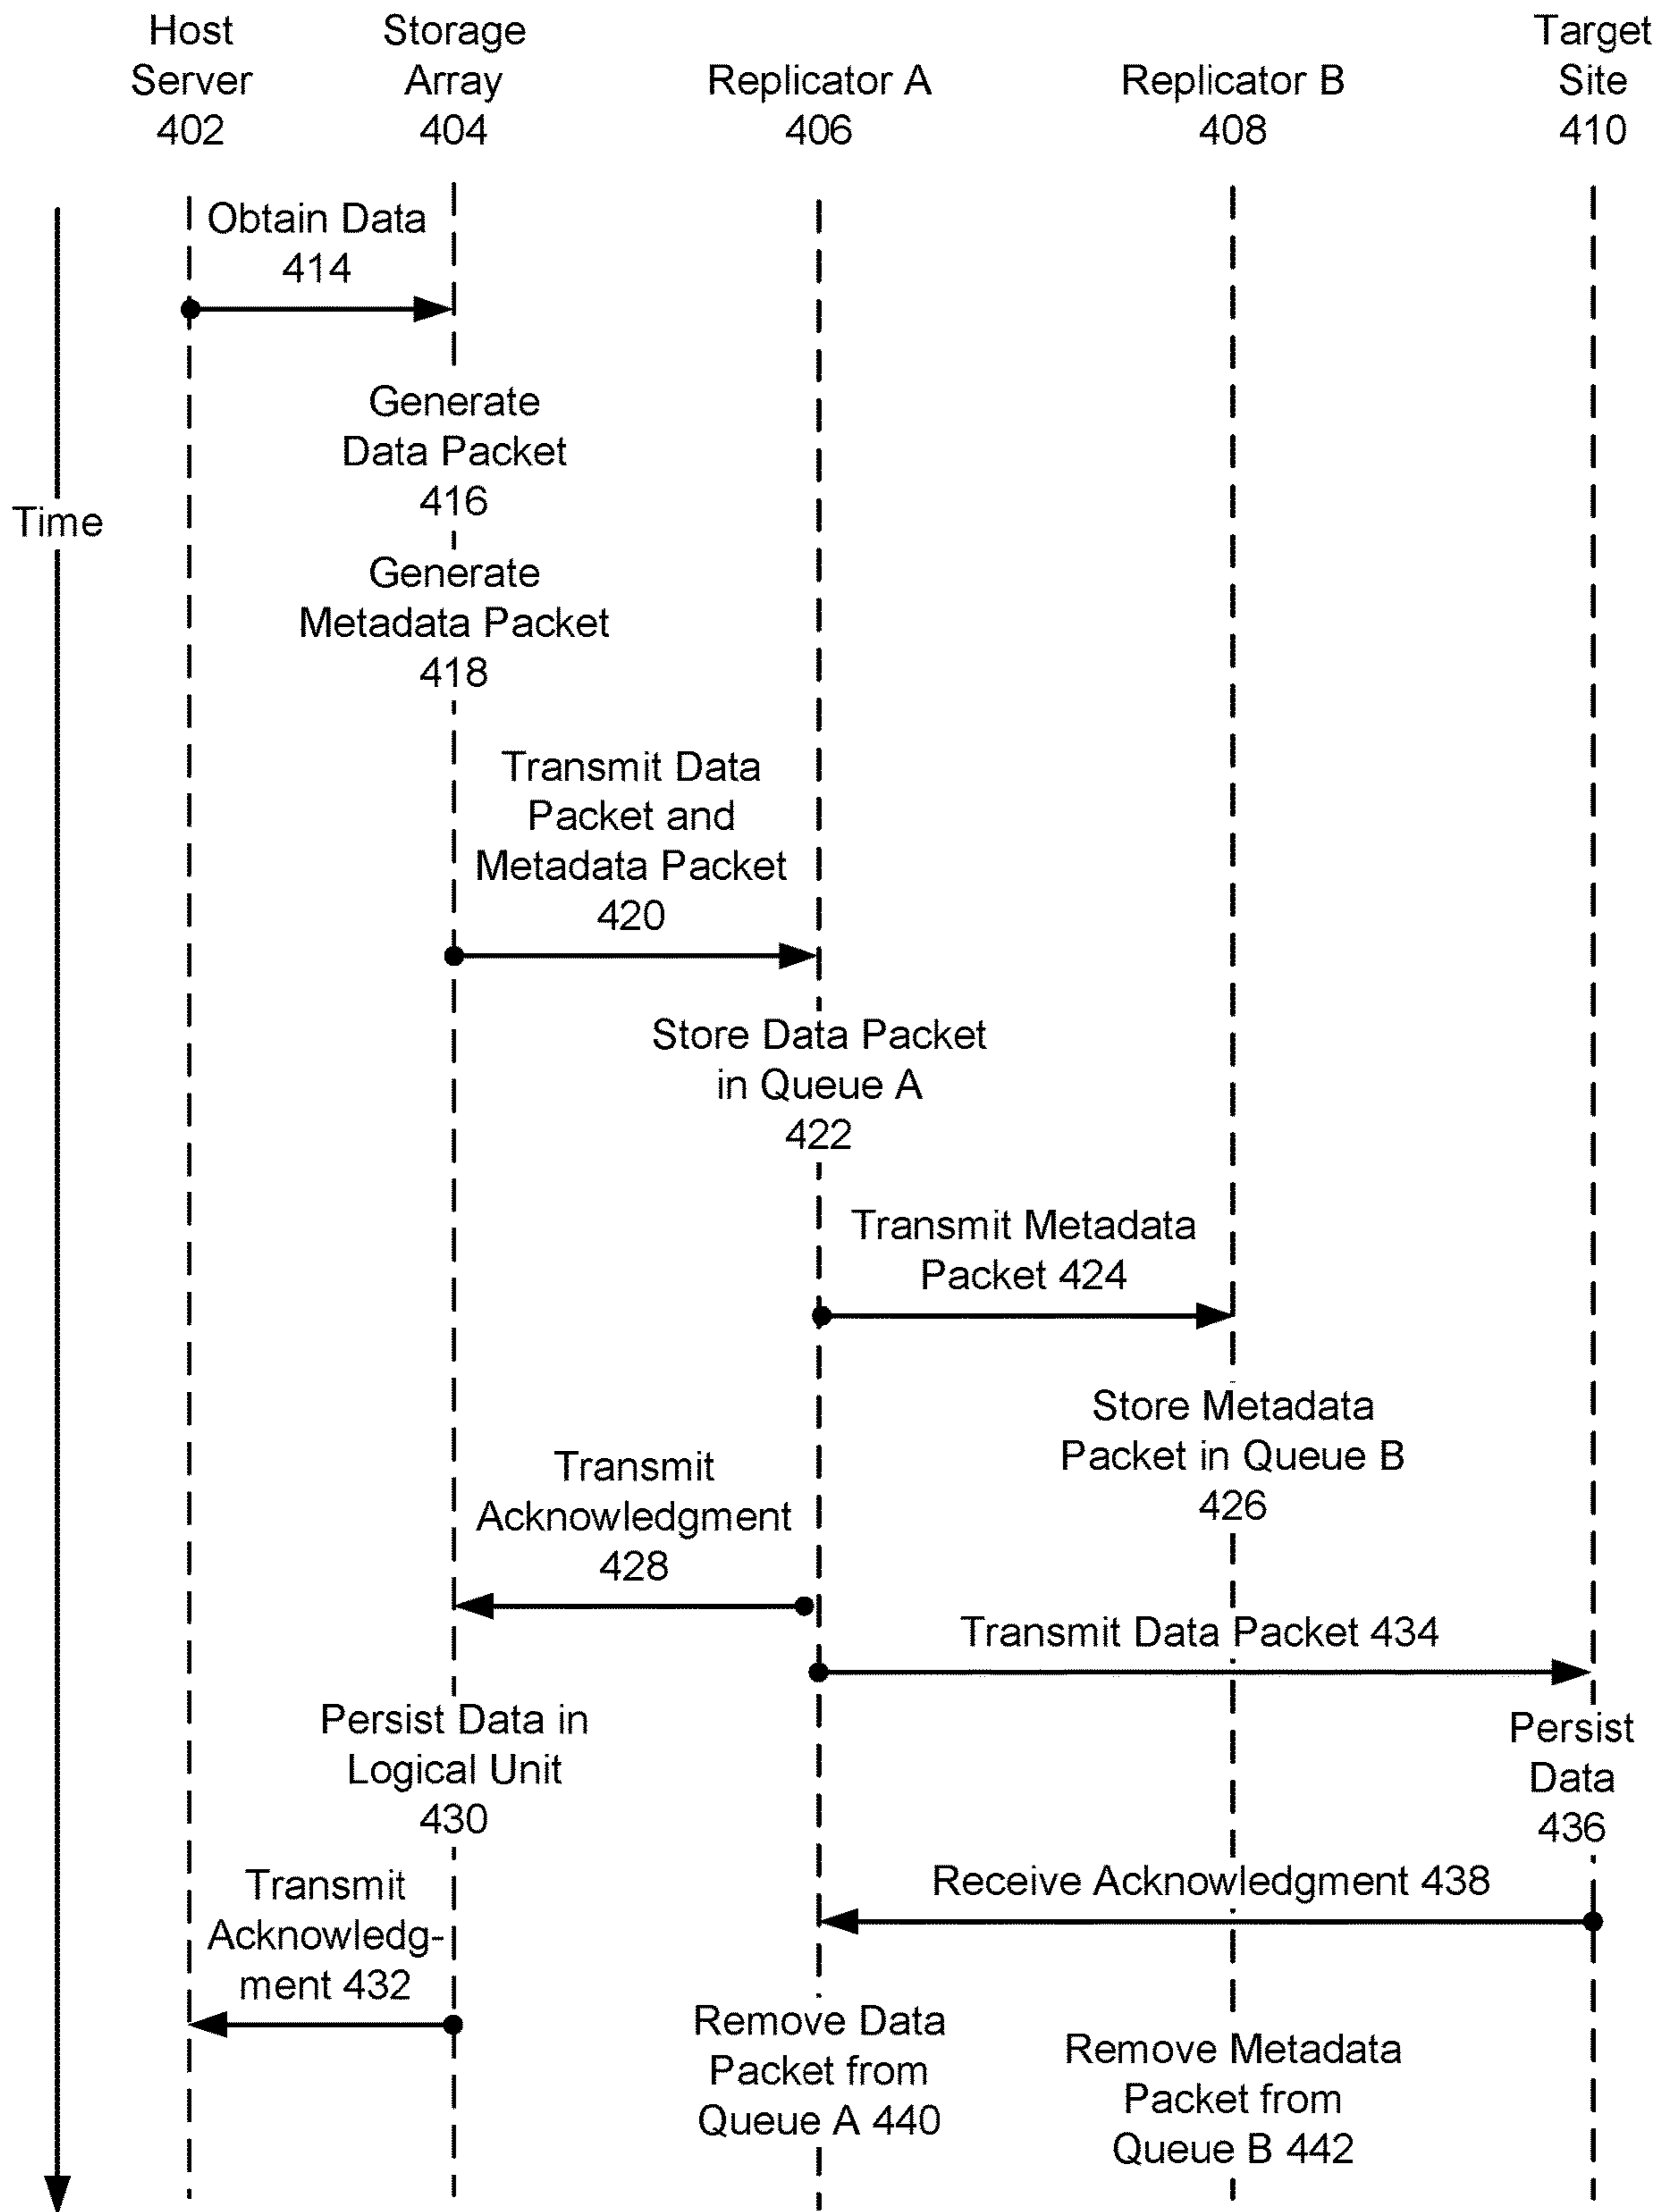 Host
Server
402
Storage
Array
404
Replicator A
406
Replicator B
408
Target
Site
410
Time
Obtain Data
414
Generate
Data Packet
416
Generate
Metadata Packet
418
Transmit Data
Packet and
Metadata Packet
420
Store Data Packet
in Queue A
422
Transmit Metadata
Packet 424
Store Metadata
Packet in Queue B
426
Transmit
Acknowledgment
428
Transmit Data Packet 434
Persist Data in
Logical Unit
430
Persist
Data
436
Transmit
Acknowledg-
ment 432
Receive Acknowledgment 438
Remove Data
Packet from
Queue A 440
Remove Metadata
Packet from
Queue B 442